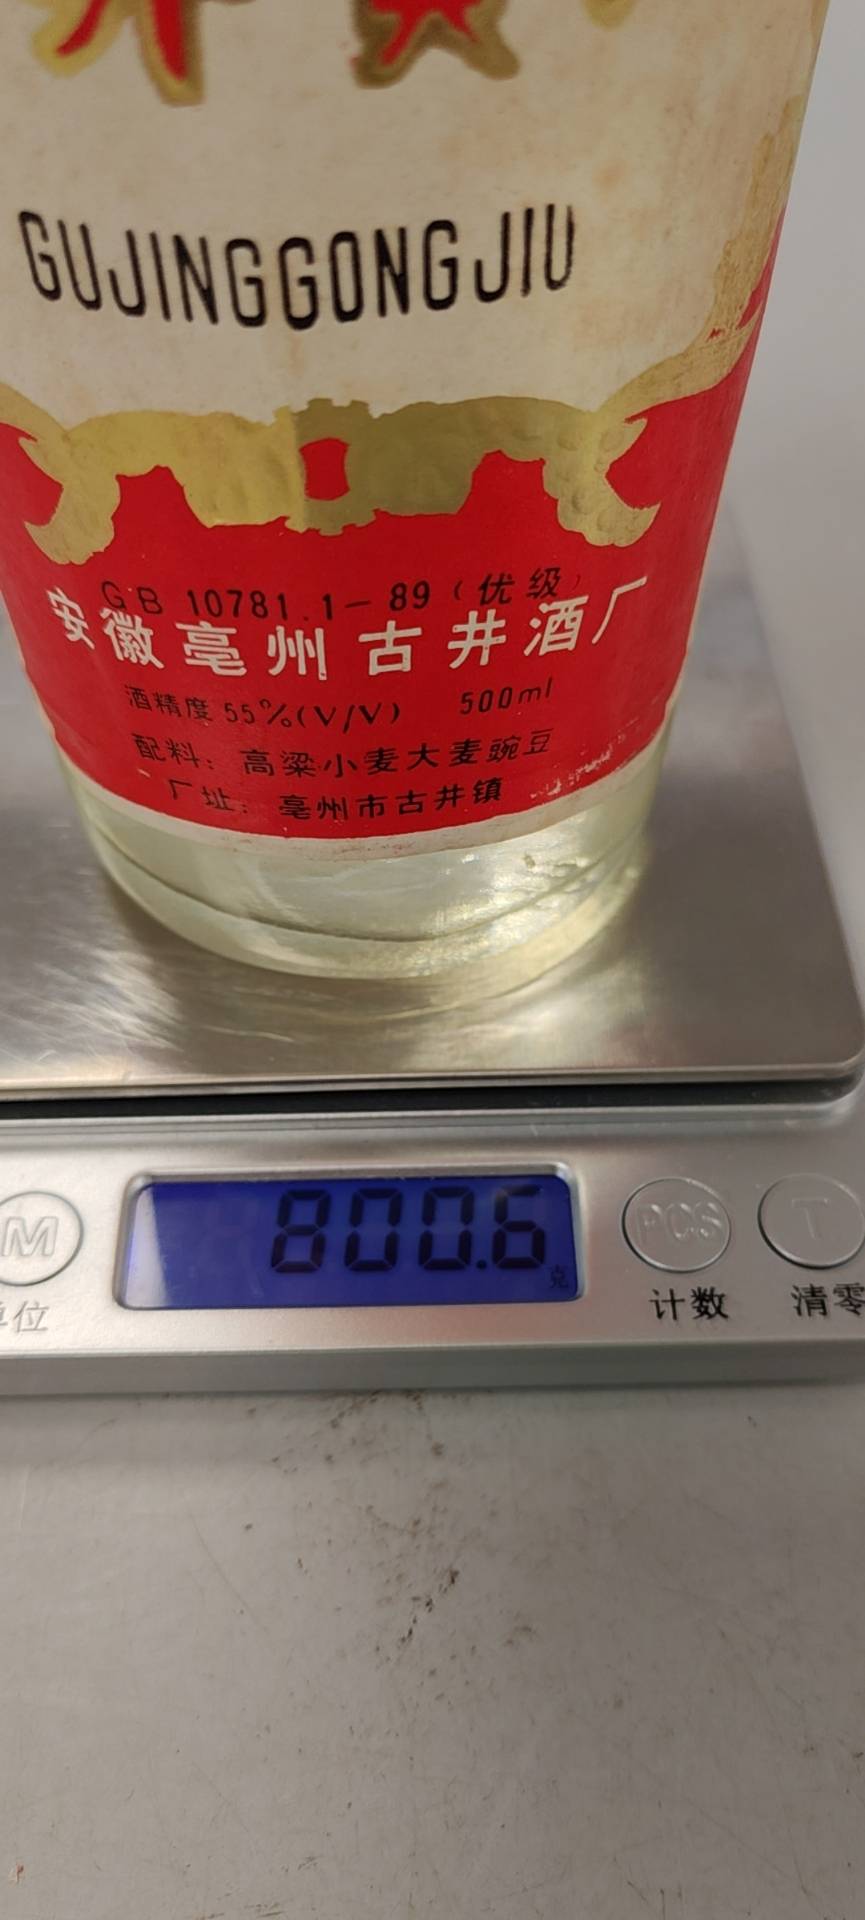 GUJINGGONGJIU
GB 10781.1-89（优级）
安徽亳州古井酒厂
酒精度 55%(V/V) 500ml
配料：高粱小麦大麦豌豆
厂址：亳州市古井镇
M
800.6
克
PCS
T
单位
计数
清零